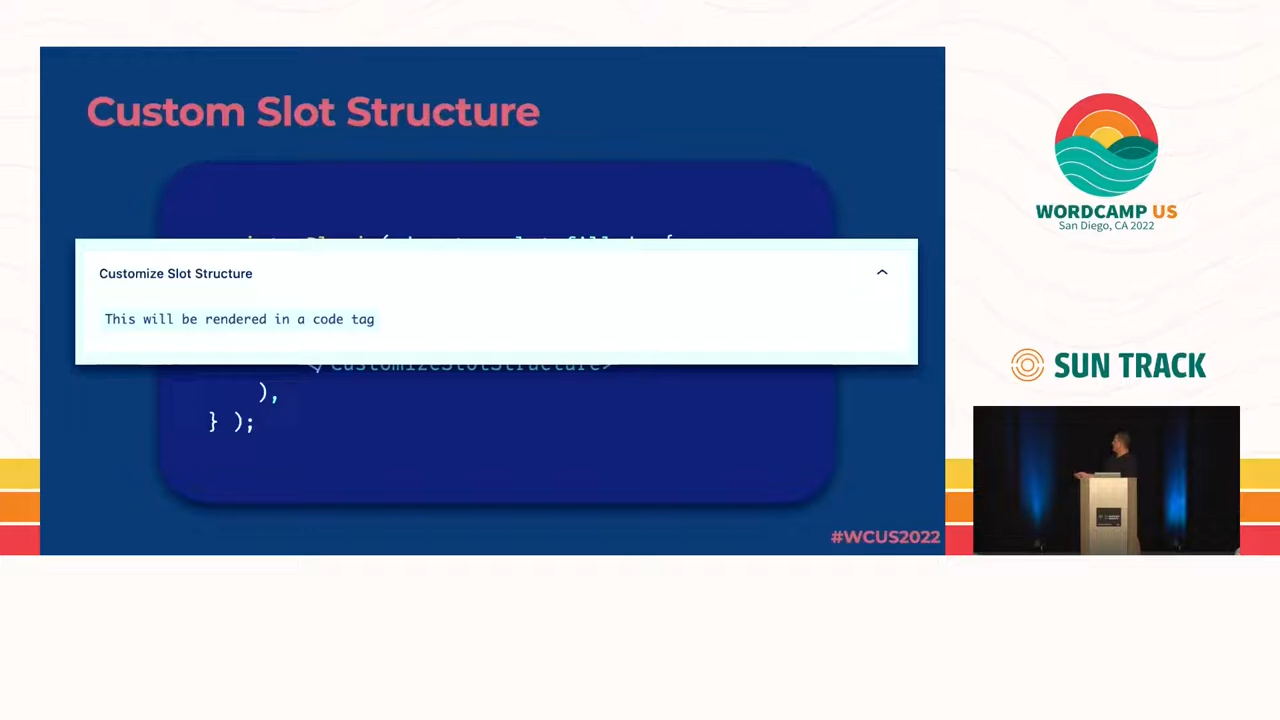 Custom Slot Structure
Customize Slot Structure
This will be rendered in a code tag
</CustomizeSlotStructure>
),
} );
#WCUS2022
WORDCAMP US
San Diego, CA 2022
SUN TRACK